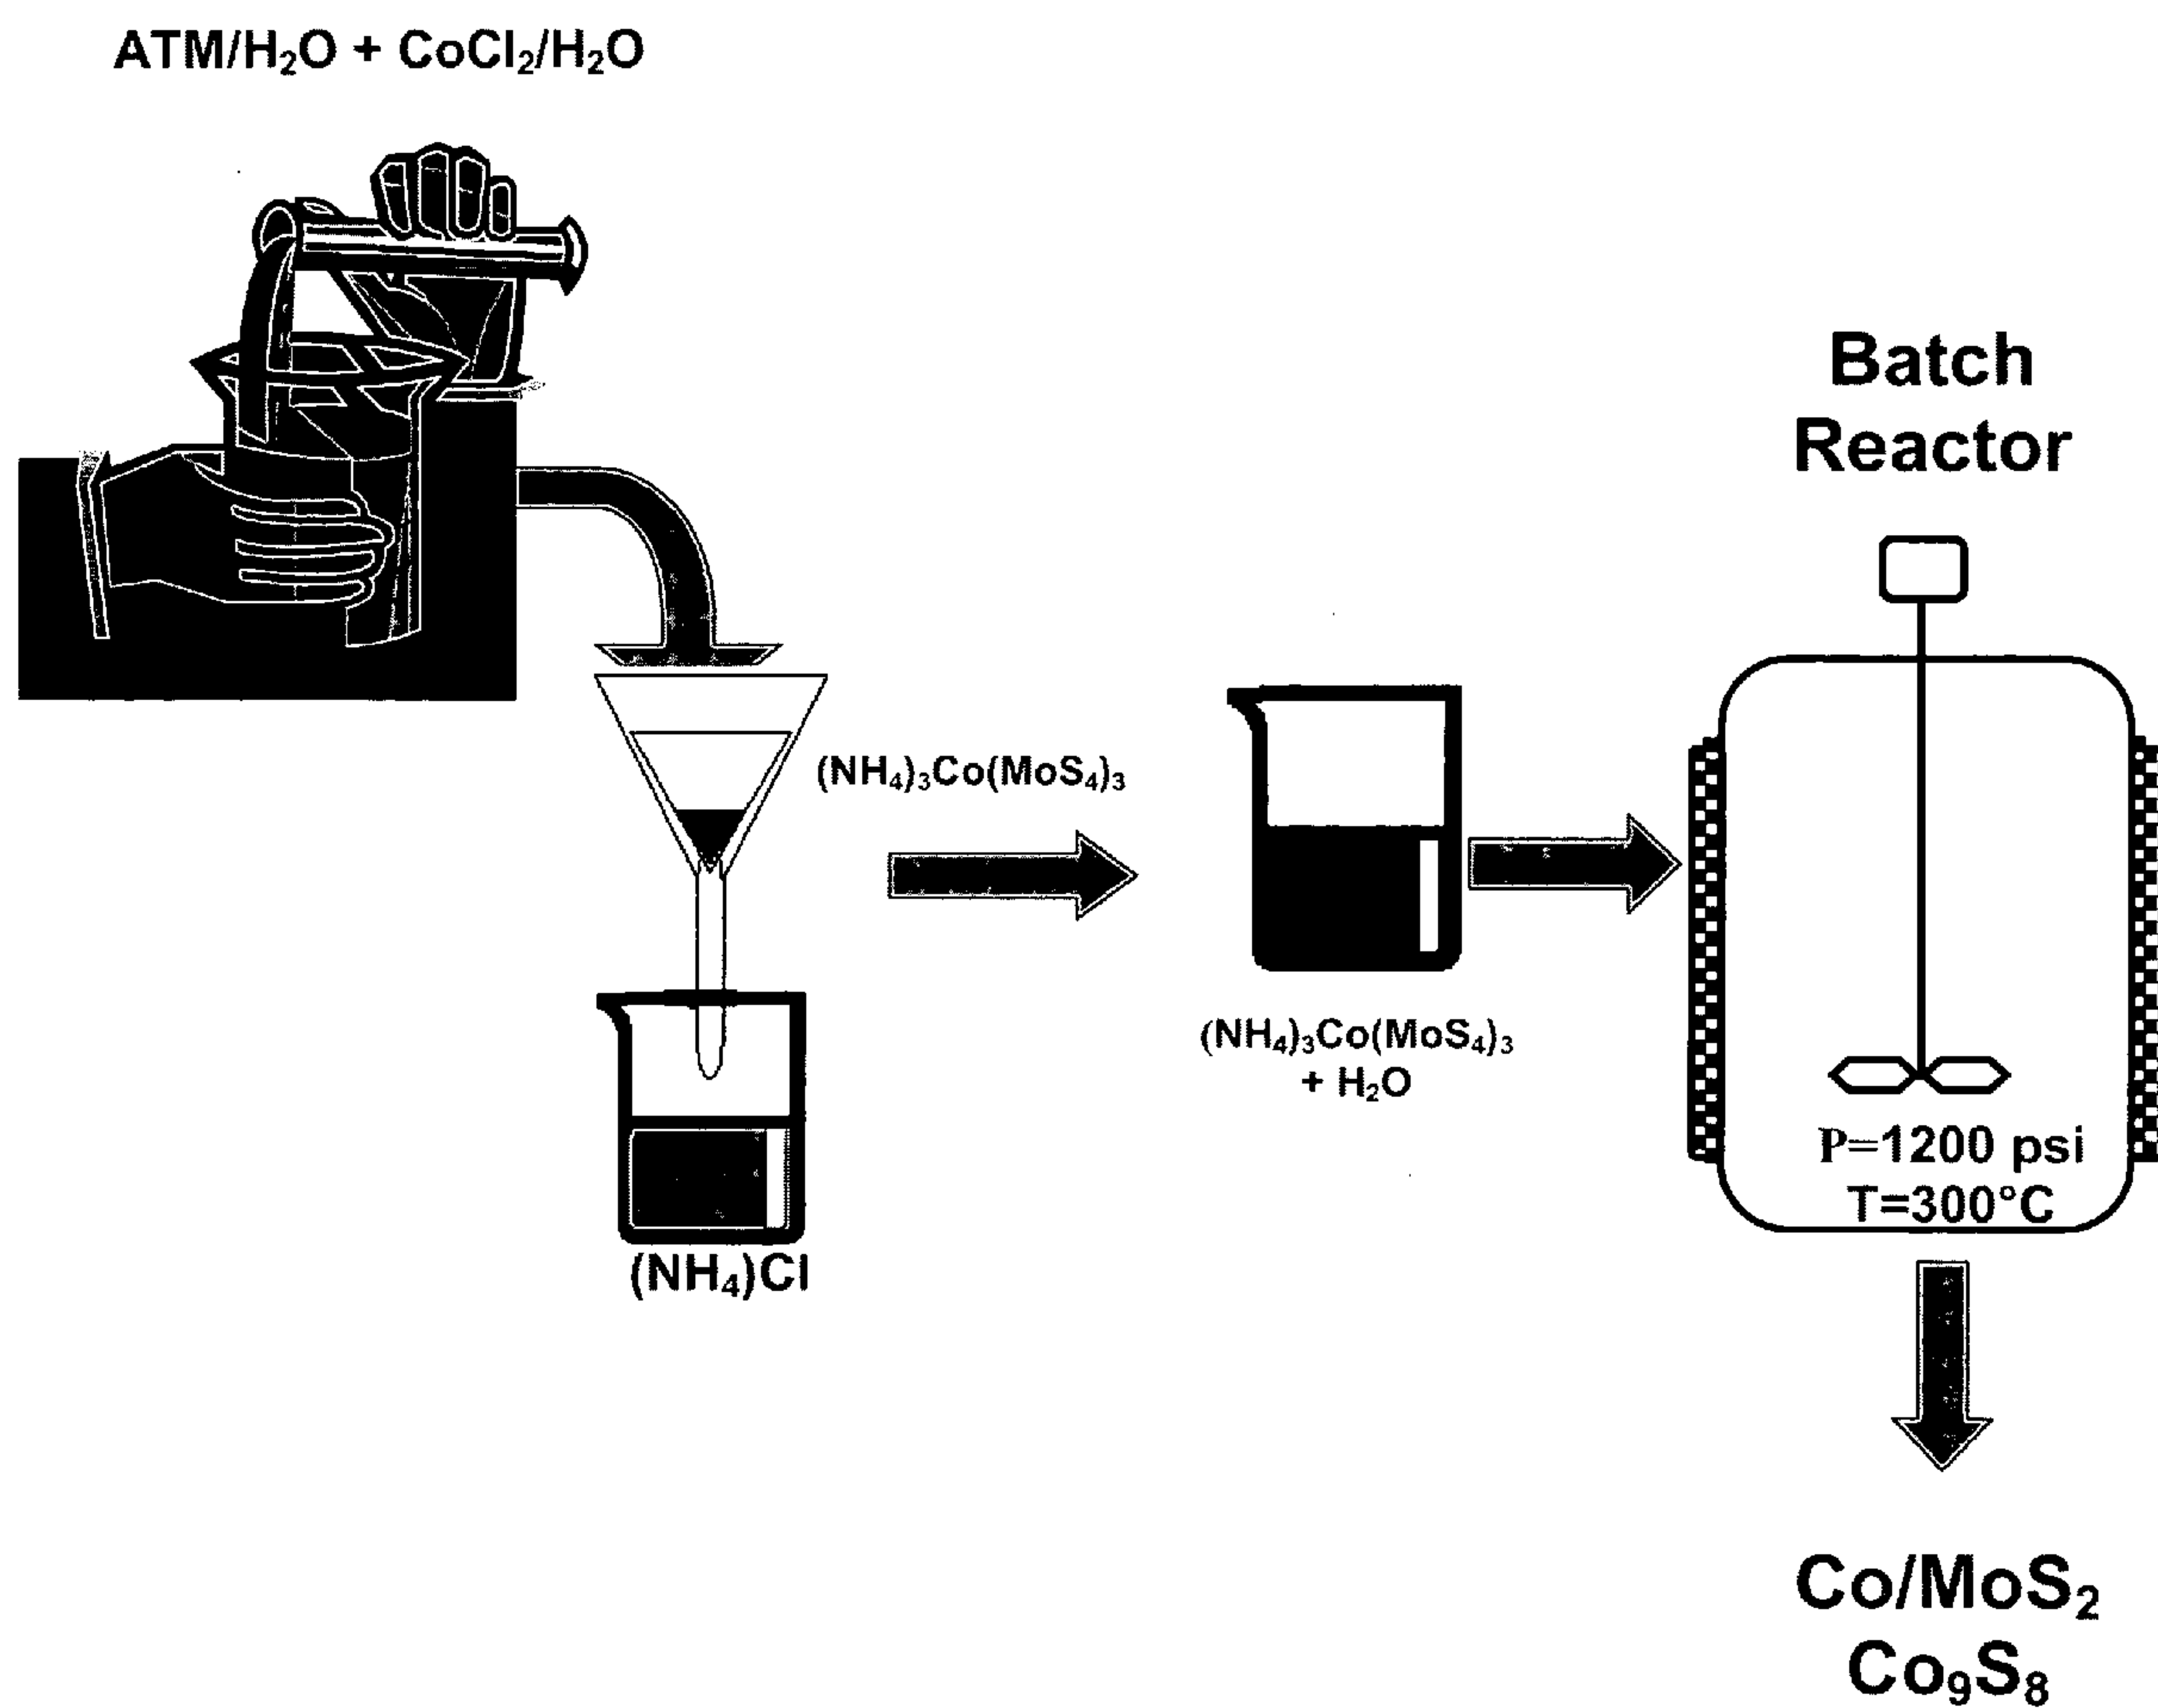 ATM/H₂O + CoCl₂/H₂O
Batch
Reactor
(NH₄)₃Co(MoS₄)₃
(NH₄)₃Co(MoS₄)₃
+ H₂O
(NH₄)Cl
P=1200 psi
T=300°C
Co/MoS₂
Co₉S₈